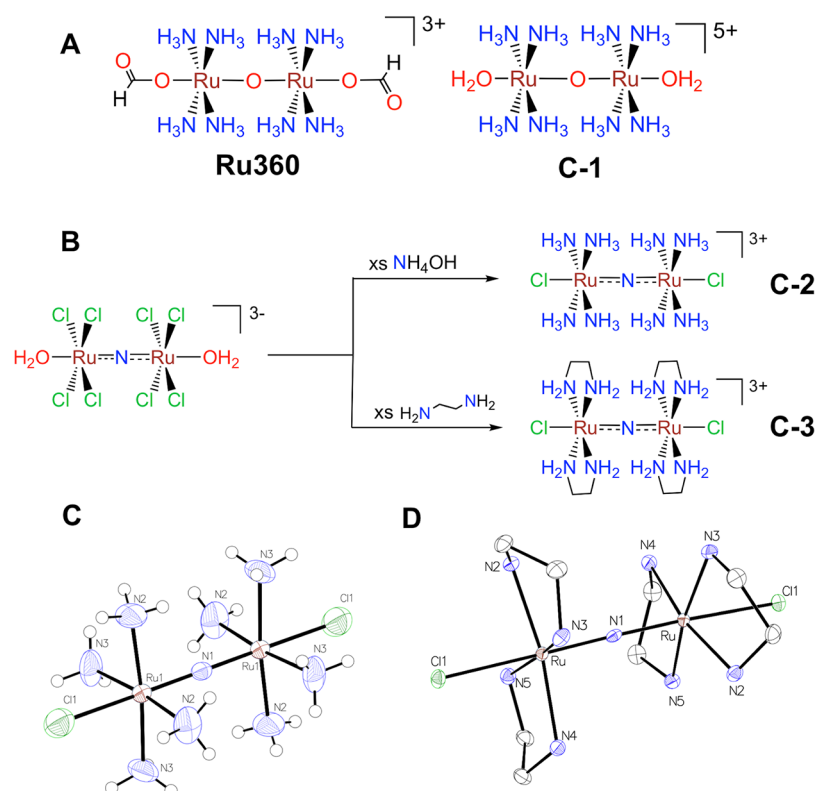 A
H3N NH3 H3N NH3 3+
O H
H O Ru O Ru O O
H3N NH3 H3N NH3
Ru360
H3N NH3 H3N NH3 5+
H2O Ru O Ru OH2
H3N NH3 H3N NH3
C-1
B
Cl Cl Cl Cl 3-
H2O Ru N Ru OH2
Cl Cl Cl Cl
xs NH4OH
xs H2N NH2
H3N NH3 H3N NH3 3+
Cl Ru N Ru Cl
H3N NH3 H3N NH3
C-2
H2N NH2 H2N NH2 3+
Cl Ru N Ru Cl
H2N NH2 H2N NH2
C-3
C
N3
N2 N2 Cl1
N3 N1 Ru1
Ru1 N3
Cl1 N2 N2
N3
D
N4 N3
N2
N3 N1 Cl1
Ru Ru
Cl1 N5
N5 N2
N4